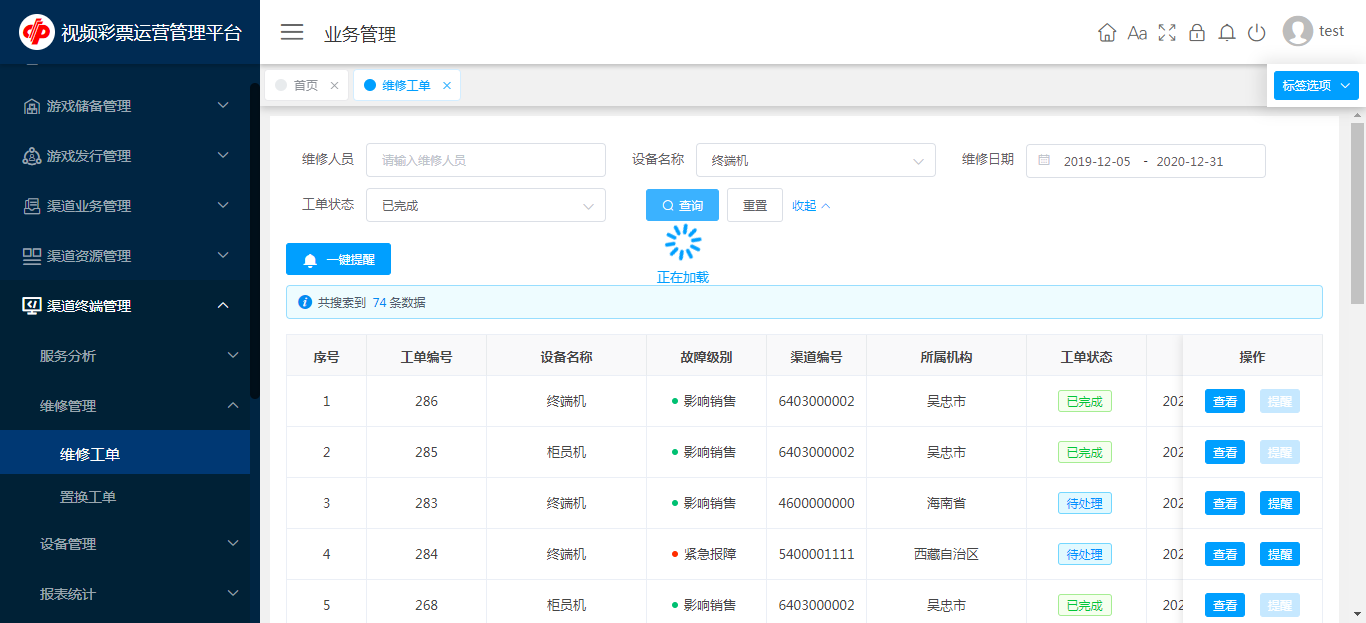 视频彩票运营管理平台
业务管理
Aa
test
游戏储备管理
游戏发行管理
渠道业务管理
渠道资源管理
渠道终端管理
服务分析
维修管理
维修工单
置换工单
设备管理
报表统计
首页 ×
维修工单 ×
标签选项
维修人员 请输入维修人员 设备名称 终端机 维修日期 2019-12-05 - 2020-12-31
工单状态 已完成 查询 重置 收起
正在加载
一键提醒
共搜索到 74 条数据
序号 工单编号 设备名称 故障级别 渠道编号 所属机构 工单状态 操作
1 286 终端机 影响销售 6403000002 吴忠市 已完成 202 查看 提醒
2 285 柜员机 影响销售 6403000002 吴忠市 已完成 202 查看 提醒
3 283 终端机 影响销售 4600000000 海南省 待处理 202 查看 提醒
4 284 终端机 紧急报障 5400001111 西藏自治区 待处理 202 查看 提醒
5 268 柜员机 影响销售 6403000002 吴忠市 已完成 202 查看 提醒